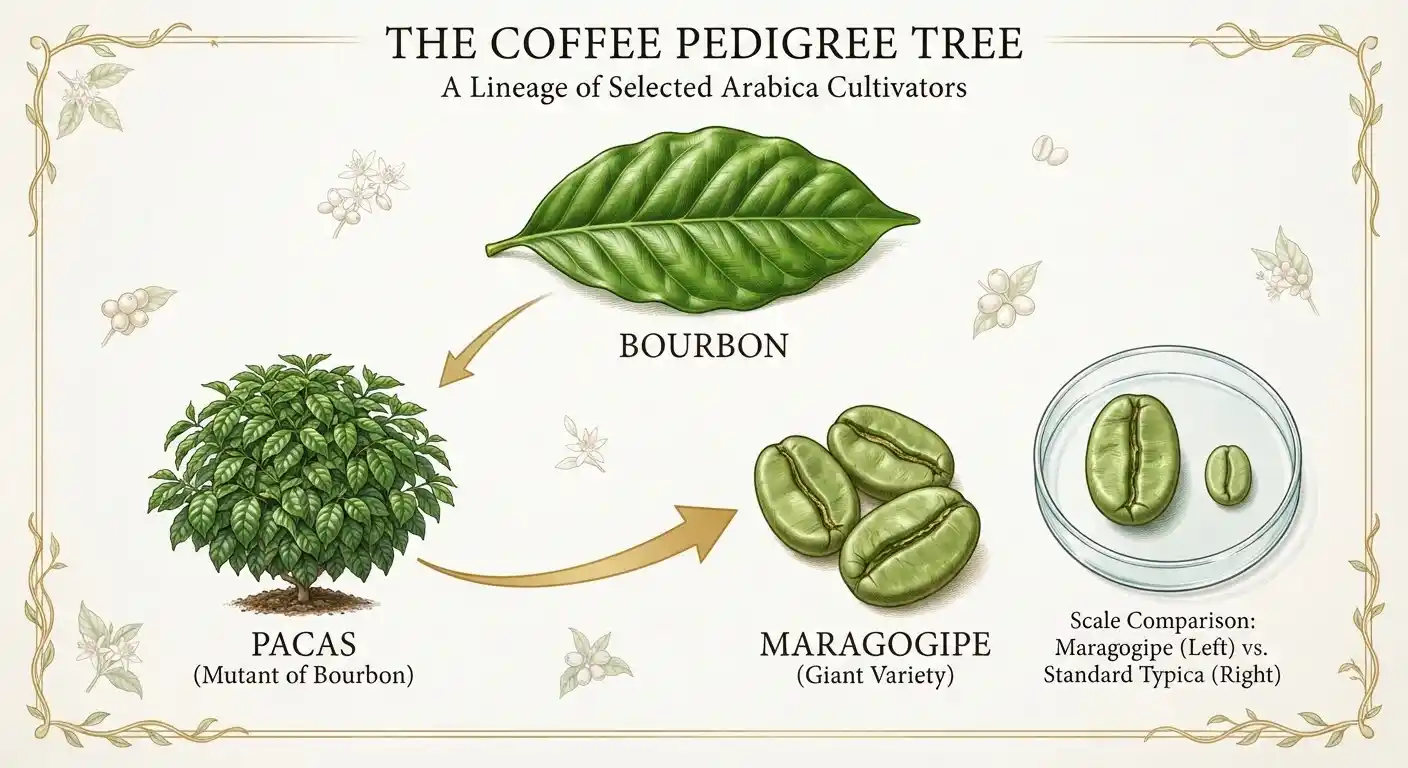 THE COFFEE PEDIGREE TREE
A Lineage of Selected Arabica Cultivators
BOURBON
PACAS
(Mutant of Bourbon)
MARAGOGIPE
(Giant Variety)
Scale Comparison:
Maragogipe (Left) vs.
Standard Typica (Right)